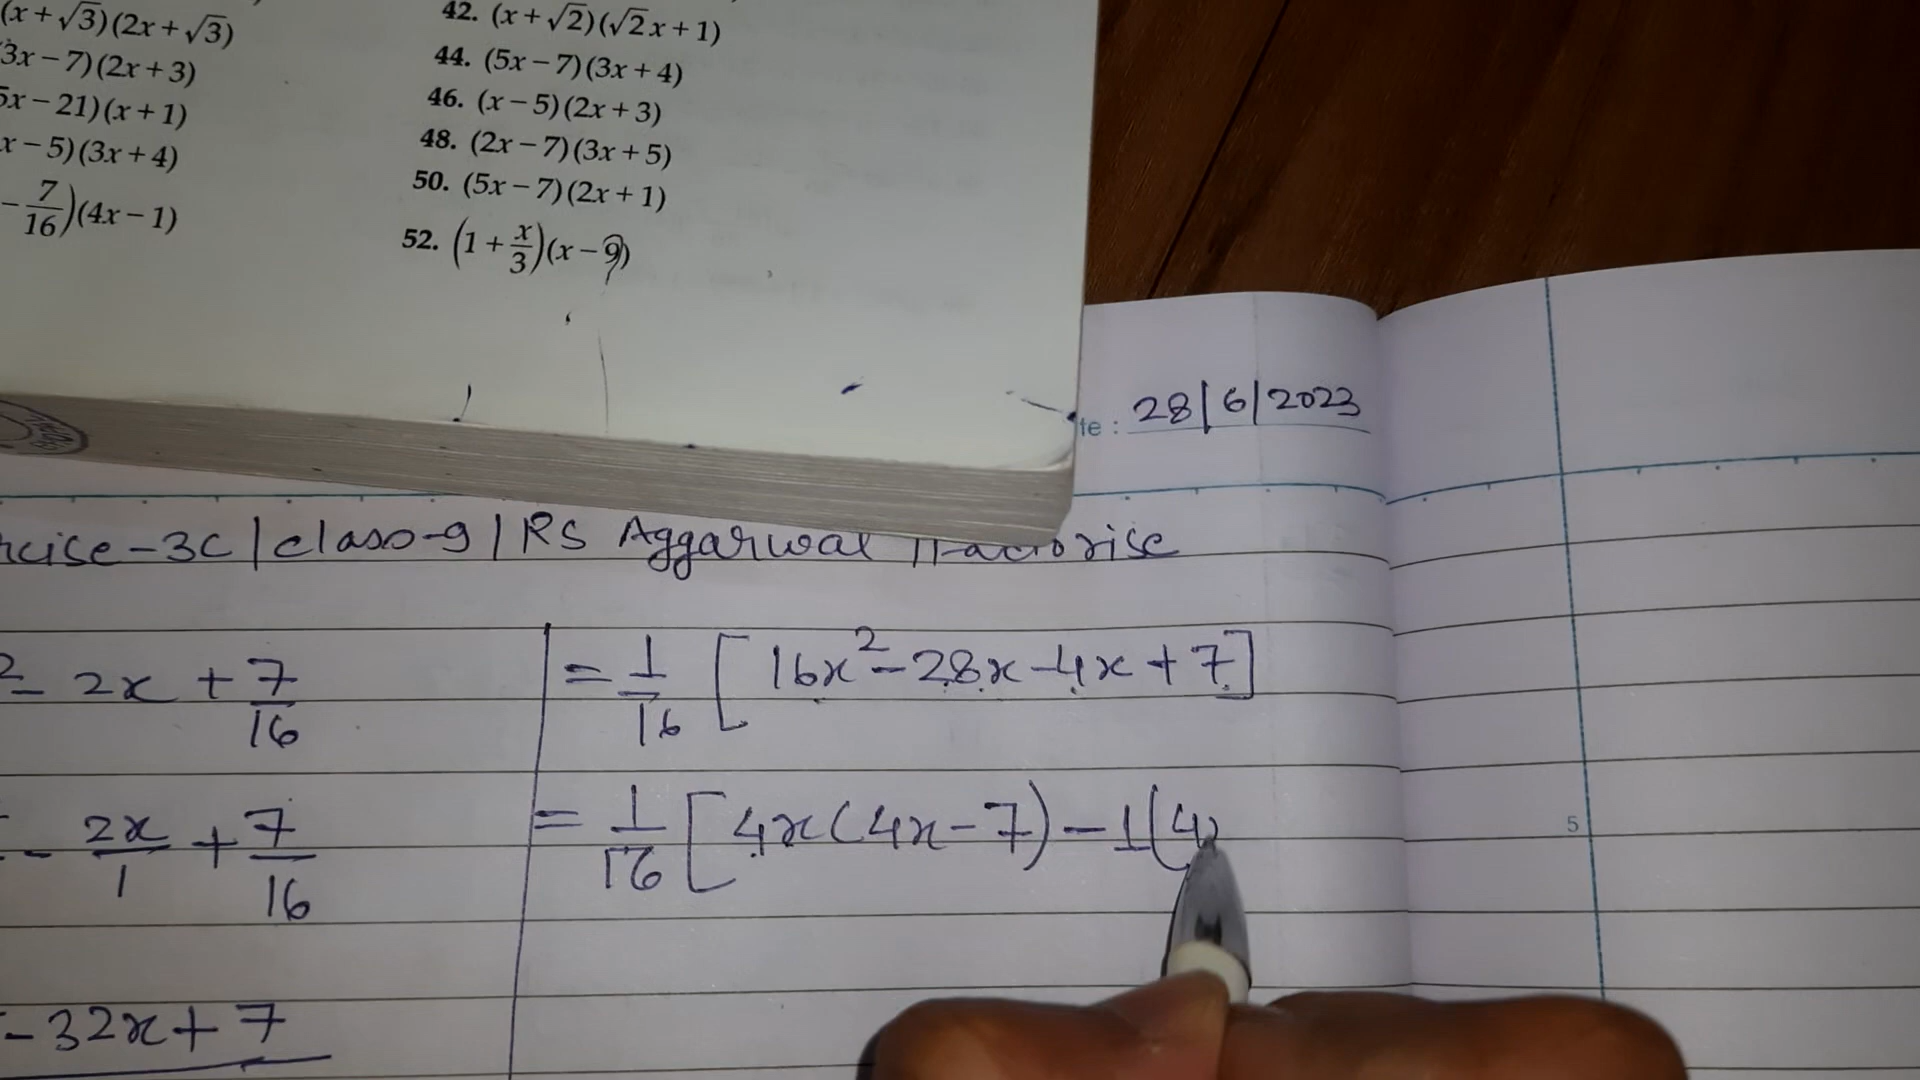 (x + √3)(2x + √3)
3x − 7)(2x + 3)
5x − 21)(x + 1)
x − 5)(3x + 4)
− 7/16)(4x − 1)
42. (x + √2)(√2x + 1)
44. (5x − 7)(3x + 4)
46. (x − 5)(2x + 3)
48. (2x − 7)(3x + 5)
50. (5x − 7)(2x + 1)
52. (1 + x/3)(x − 9)
te : 28/6/2023
rcise-3C | class-9 | RS Aggarwal
2 − 2x + 7/16
− 2x/1 + 7/16
− 32x + 7
= 1/16 [16x² − 28x − 4x + 7]
= 1/16 [4x(4x − 7) − 1(4x
5